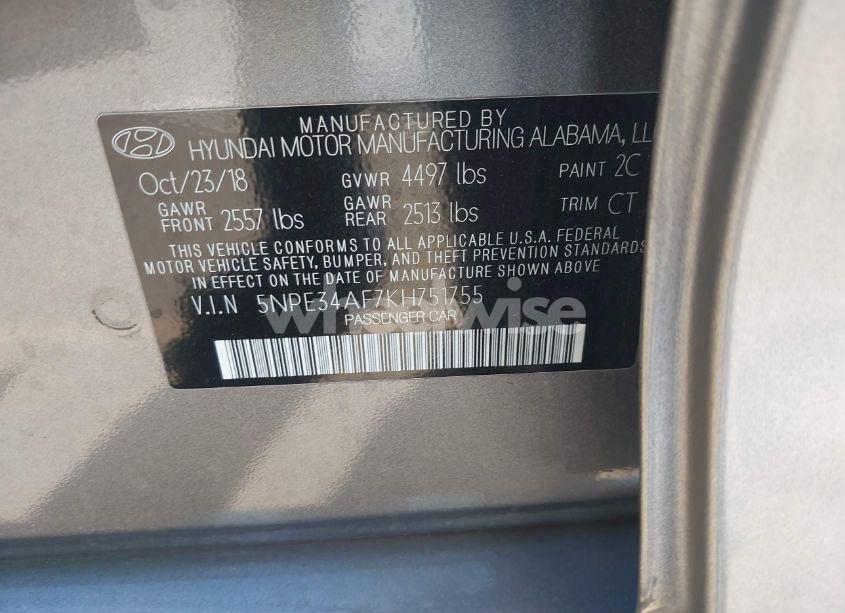 MANUFACTURED BY
HYUNDAI MOTOR MANUFACTURING ALABAMA, LL
Oct/23/18 GVWR 4497 lbs PAINT 2C
GAWR FRONT 2557 lbs GAWR REAR 2513 lbs TRIM CT
THIS VEHICLE CONFORMS TO ALL APPLICABLE U.S.A. FEDERAL
MOTOR VEHICLE SAFETY, BUMPER, AND THEFT PREVENTION STANDARDS
IN EFFECT ON THE DATE OF MANUFACTURE SHOWN ABOVE
V.I.N 5NPE34AF7KH751755
PASSENGER CAR
wheelwise